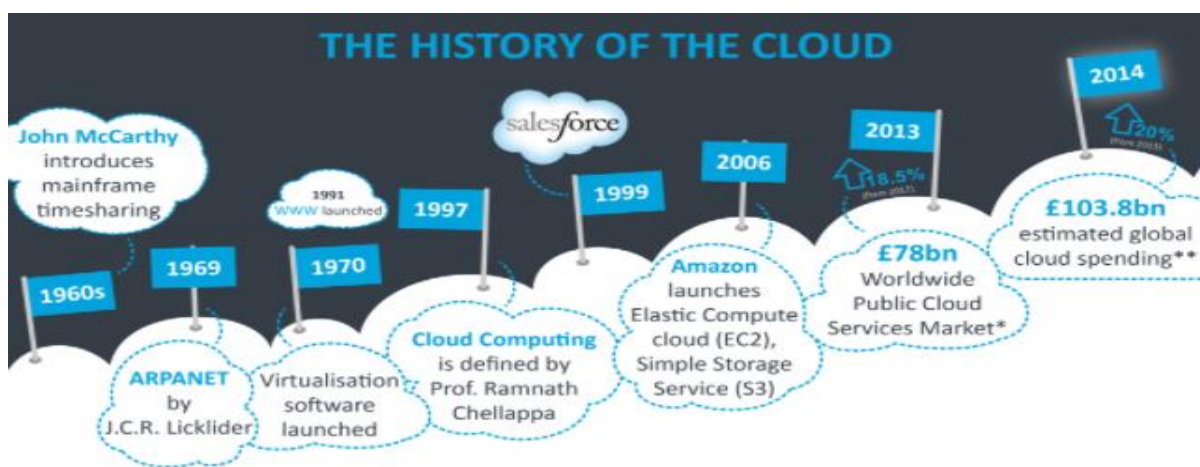 THE HISTORY OF THE CLOUD
John McCarthy
introduces
mainframe
timesharing
1960s
1969
ARPANET
by
J.C.R. Licklider
1991
WWW launched
1970
Virtualisation
software
launched
1997
Cloud Computing
is defined by
Prof. Ramnath
Chellappa
salesforce
1999
2006
Amazon
launches
Elastic Compute
cloud (EC2),
Simple Storage
Service (S3)
2013
18.5%
£78bn
Worldwide
Public Cloud
Services Market*
2014
20%
(from 2013)
£103.8bn
estimated global
cloud spending**